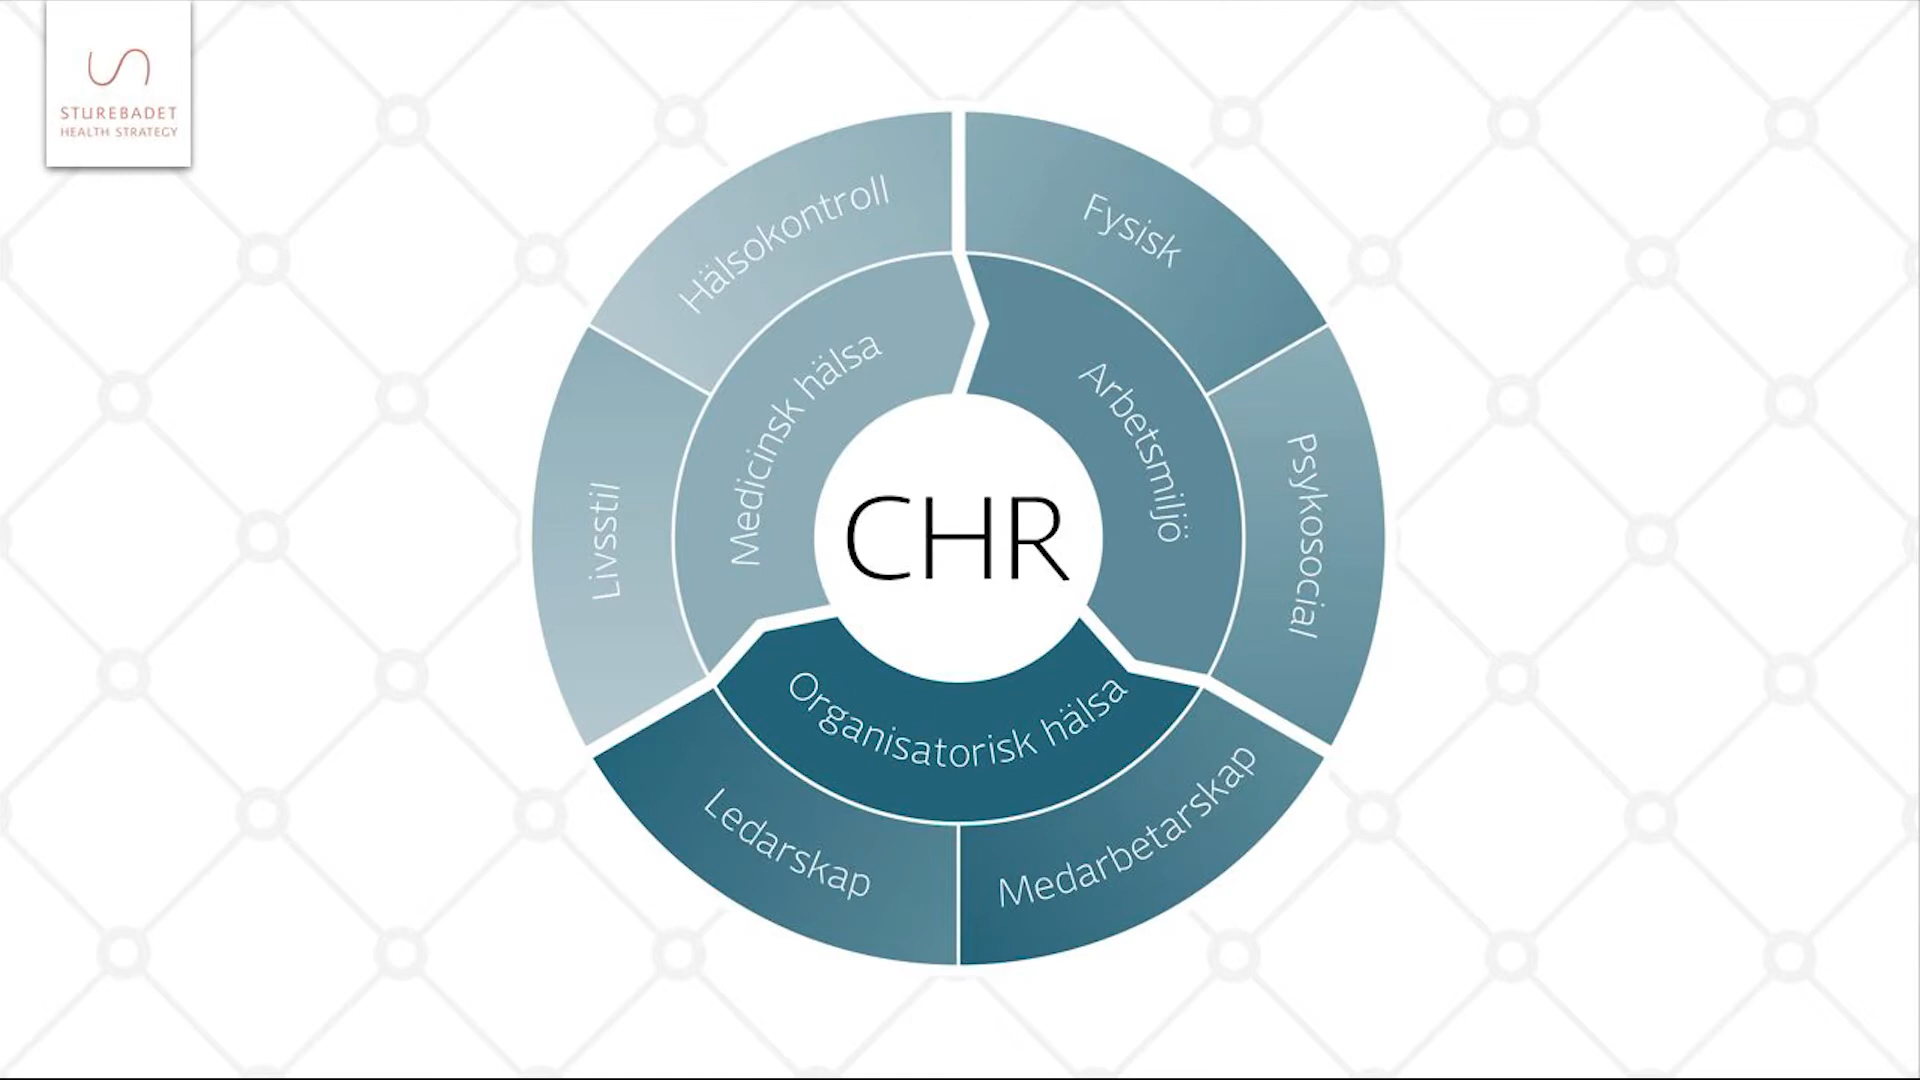 STUREBADET
HEALTH STRATEGY
Hälsokontroll
Fysisk
Medicinsk hälsa
Arbetsmiljö
Livsstil
Psykosocial
CHR
Organisatorisk hälsa
Ledarskap
Medarbetarskap